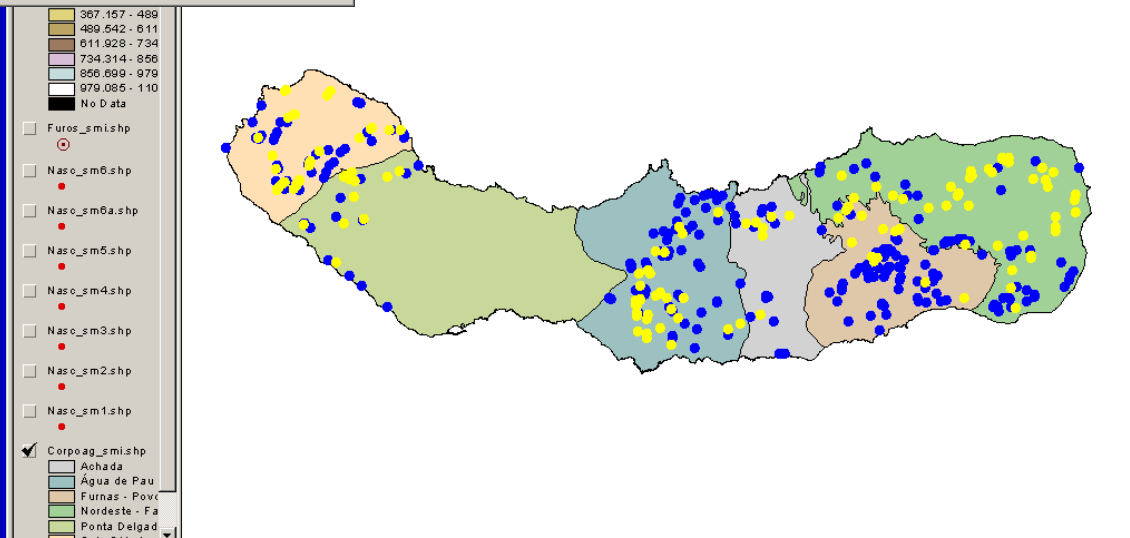 367.157 - 489
489.542 - 611
611.928 - 734
734.314 - 856
856.699 - 979
979.085 - 110
No Data
Furos_smi.shp
Nasc_sm6.shp
Nasc_sm6a.shp
Nasc_sm5.shp
Nasc_sm4.shp
Nasc_sm3.shp
Nasc_sm2.shp
Nasc_sm1.shp
Corpoag_smi.shp
Achada
Água de Pau
Furnas - Povo
Nordeste - Fa
Ponta Delgad